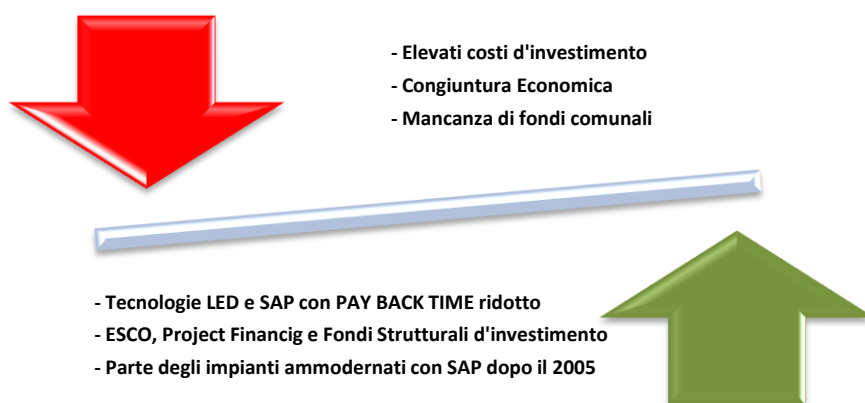 - Elevati costi d'investimento
- Congiuntura Economica
- Mancanza di fondi comunali
- Tecnologie LED e SAP con PAY BACK TIME ridotto
- ESCO, Project Financig e Fondi Strutturali d'investimento
- Parte degli impianti ammodernati con SAP dopo il 2005